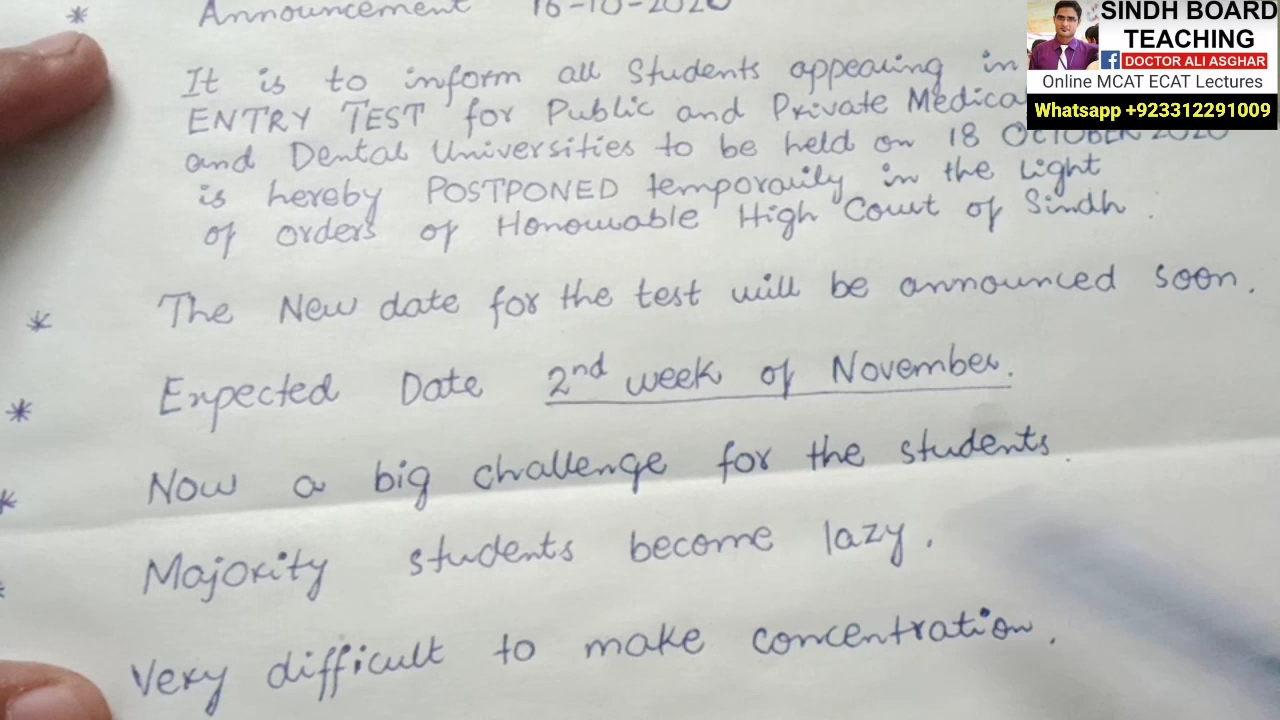 Announcement 16-10-2020
It is to inform all Students appearing in
ENTRY TEST for Public and Private Medica
and Dental Universities to be held on 18 OCTOBER 2020
is hereby POSTPONED temporarily in the Light
of orders of Honourable High Court of Sindh.
* The New date for the test will be announced soon.
* Expected Date 2nd week of November.
* Now a big challenge for the students.
Majority students become lazy.
Very difficult to make concentration.
SINDH BOARD
TEACHING
DOCTOR ALI ASGHAR
Online MCAT ECAT Lectures
Whatsapp +923312291009